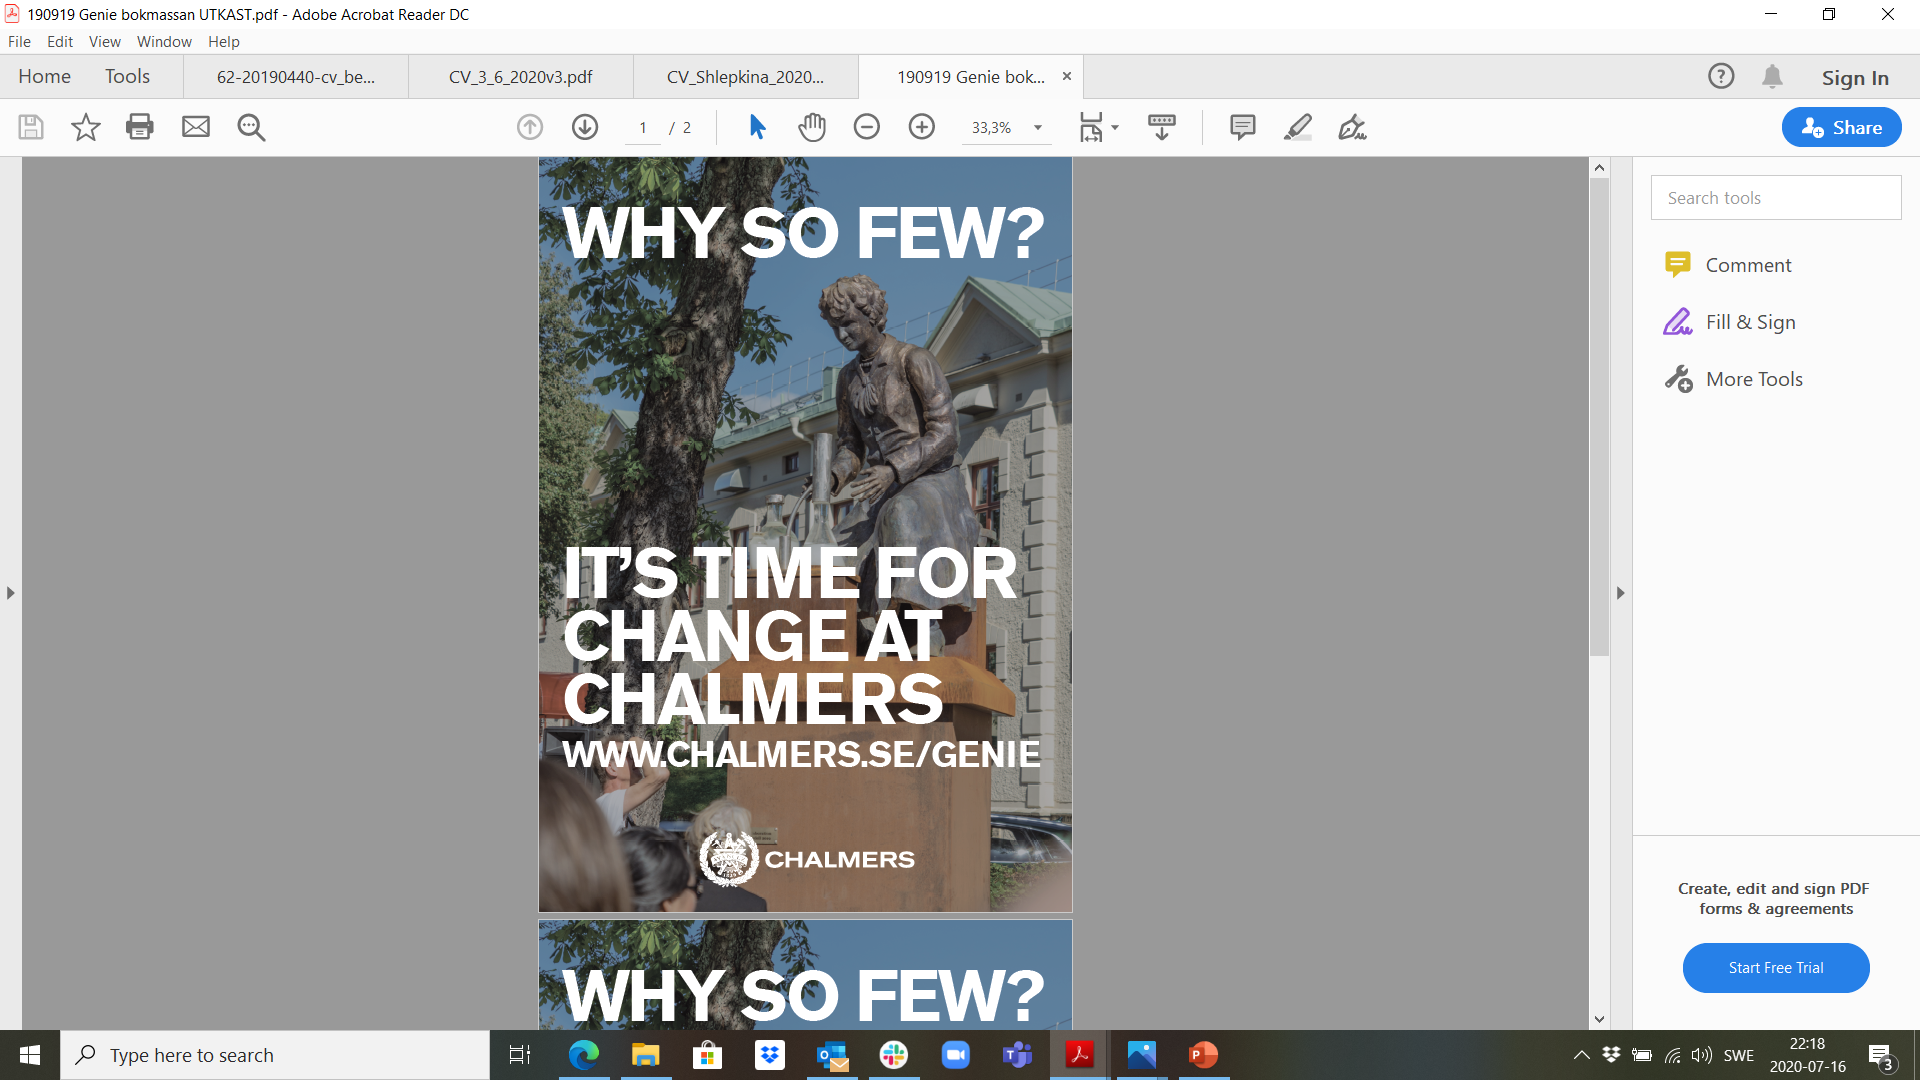 190919 Genie bokmassan UTKAST.pdf - Adobe Acrobat Reader DC
File Edit View Window Help
Home Tools 62-20190440-cv_be... CV_3_6_2020v3.pdf CV_Shlepkina_2020... 190919 Genie bok... Sign In
1 / 2 33,3% Share
Search tools
Comment
Fill & Sign
More Tools
WHY SO FEW?
IT'S TIME FOR
CHANGE AT
CHALMERS
WWW.CHALMERS.SE/GENIE
CHALMERS
WHY SO FEW?
Create, edit and sign PDF
forms & agreements
Start Free Trial
Type here to search
SWE
22:18
2020-07-16
3